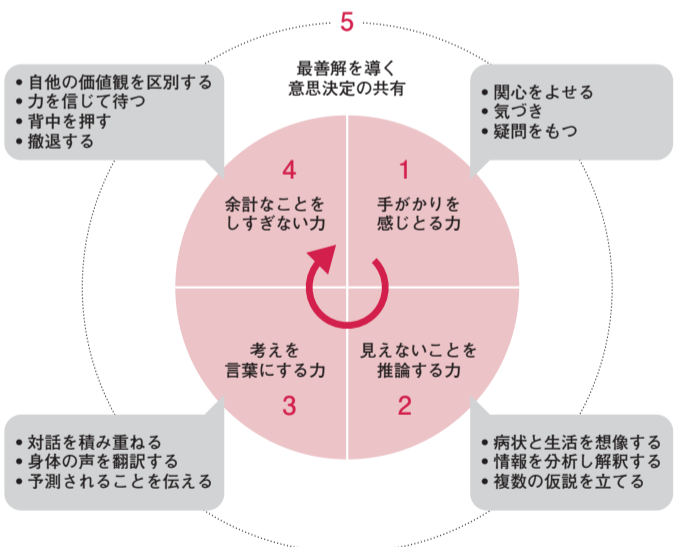 5
最善解を導く
意思決定の共有
1
手がかりを
感じとる力
• 関心をよせる
• 気づき
• 疑問をもつ
見えないことを
推論する力
2
• 病状と生活を想像する
• 情報を分析し解釈する
• 複数の仮説を立てる
考えを
言葉にする力
3
• 対話を積み重ねる
• 身体の声を翻訳する
• 予測されることを伝える
4
余計なことを
しすぎない力
• 自他の価値観を区別する
• 力を信じて待つ
• 背中を押す
• 撤退する